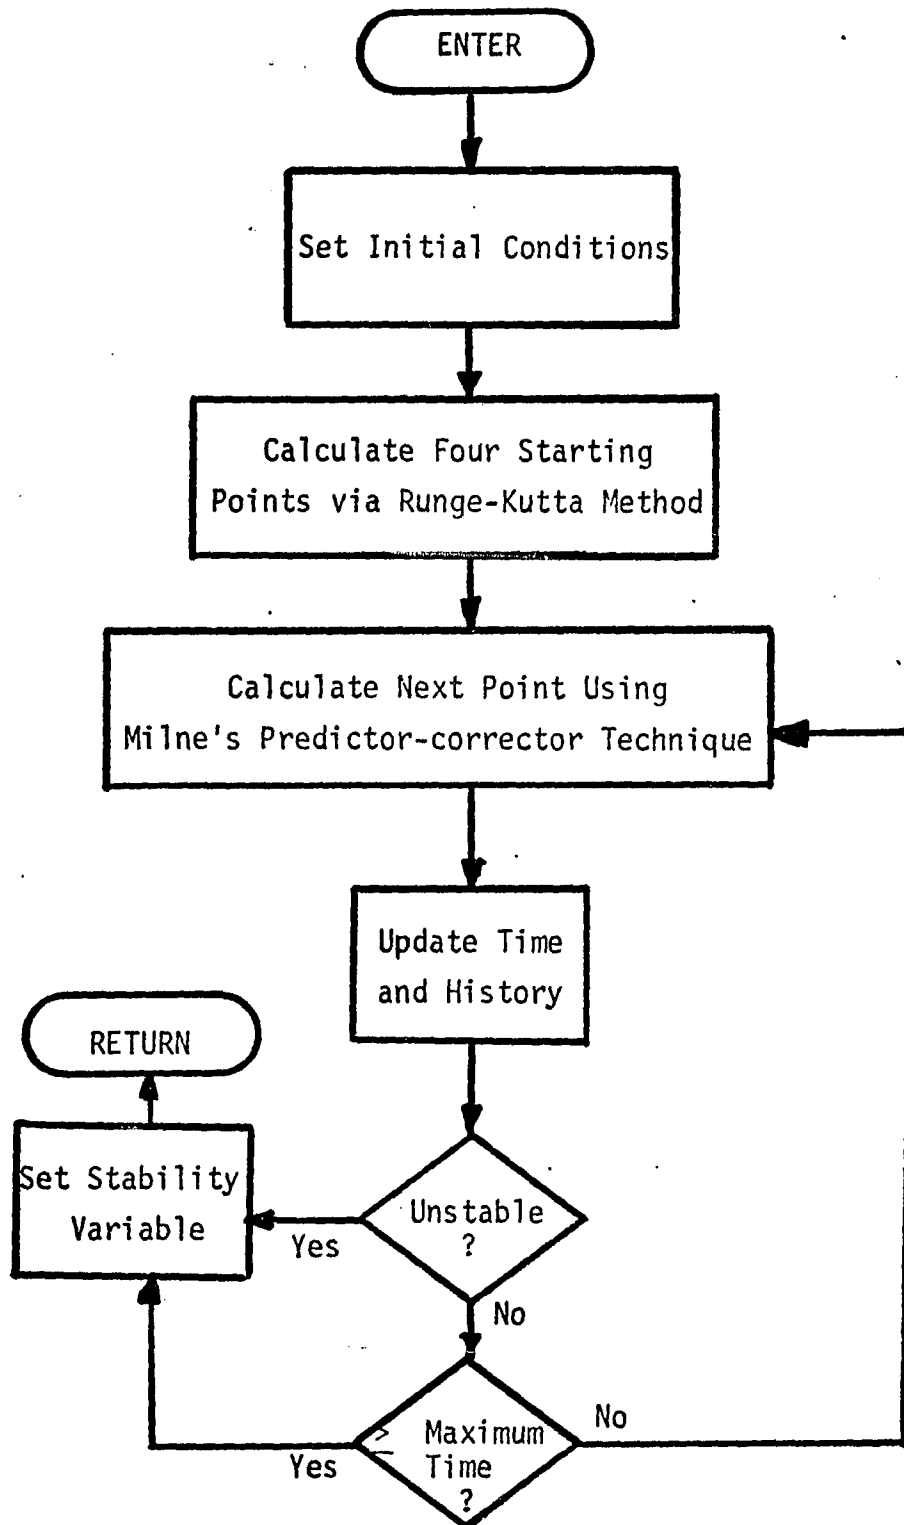 ENTER
Set Initial Conditions
Calculate Four Starting
Points via Runge-Kutta Method
Calculate Next Point Using
Milne's Predictor-corrector Technique
Update Time
and History
RETURN
Set Stability
Variable
Unstable
?
Yes
No
≥ Maximum
Time
?
Yes
No